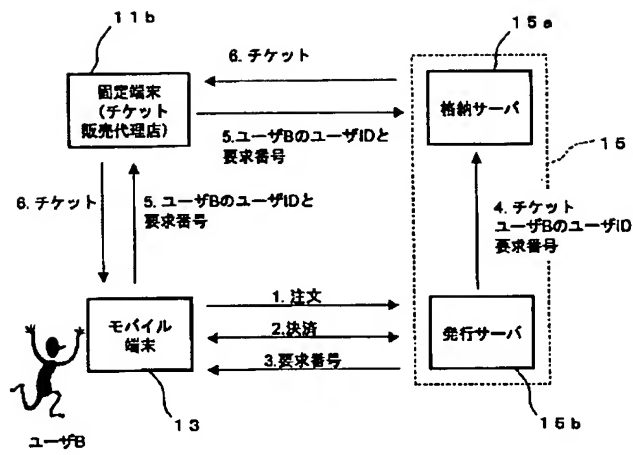 11b
15a
6. チケット
固定端末
(チケット
販売代理店)
格納サーバ
5.ユーザBのユーザIDと
要求番号
15
6. チケット
5. ユーザBのユーザIDと
要求番号
4. チケット
ユーザBのユーザID
要求番号
1. 注文
モバイル
端末
2.決済
発行サーバ
3.要求番号
13
15b
ユーザB